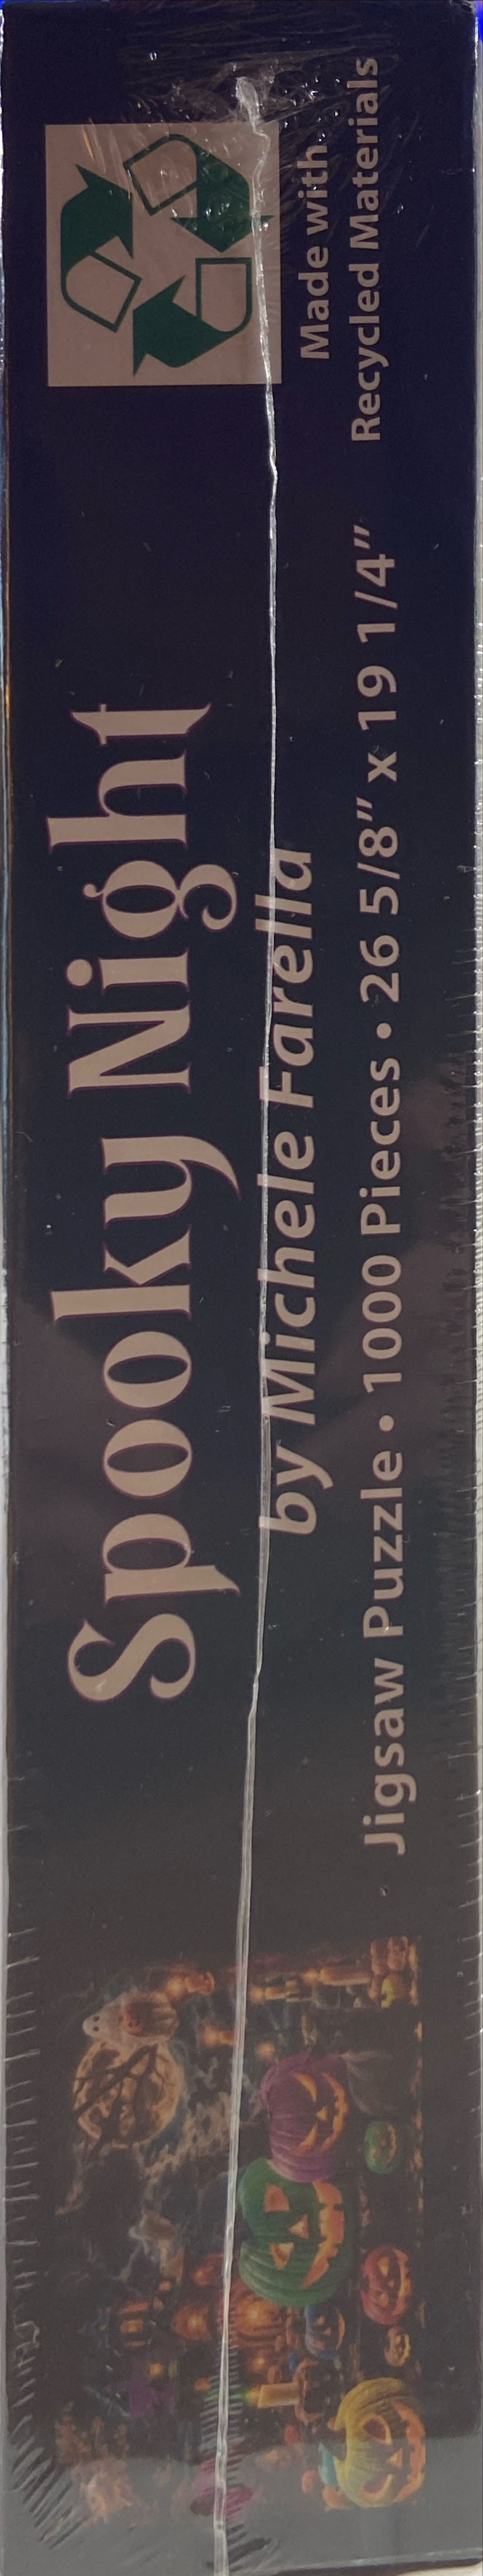 Spooky Night
by Michele Farella
Jigsaw Puzzle • 1000 Pieces • 26 5/8" x 19 1/4"
Made with
Recycled Materials